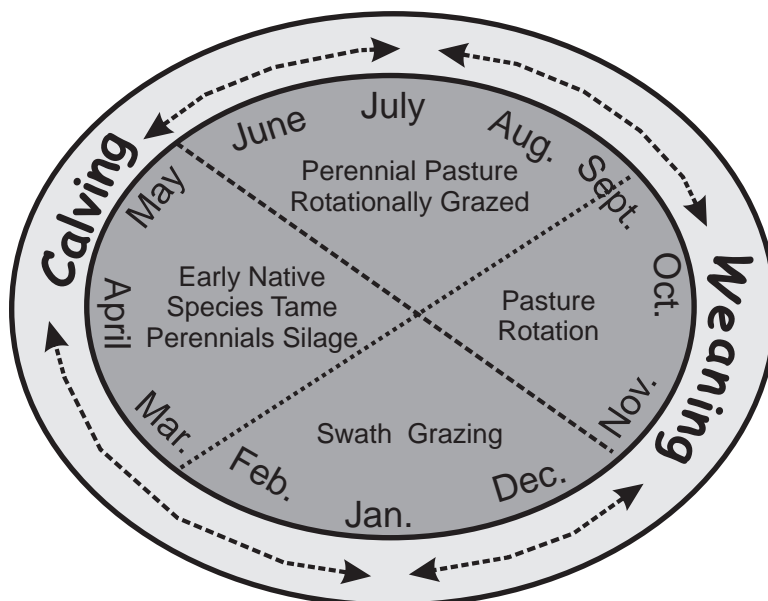 Calving
Weaning
May
June
July
Aug.
Sept.
Oct.
Nov.
Dec.
Jan.
Feb.
Mar.
April
Perennial Pasture
Rotationally Grazed
Early Native
Species Tame
Perennials Silage
Pasture
Rotation
Swath Grazing